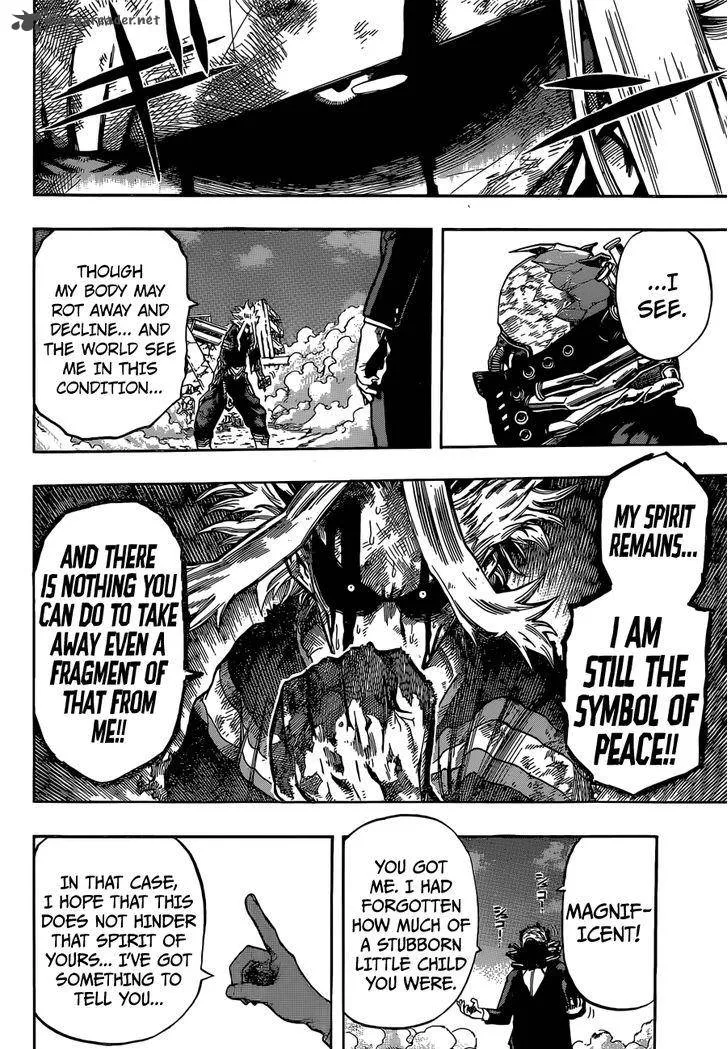 ...I
SEE.
THOUGH
MY BODY MAY
ROT AWAY AND
DECLINE... AND
THE WORLD SEE
ME IN THIS
CONDITION...
MY SPIRIT
REMAINS...
I AM
STILL THE
SYMBOL OF
PEACE!!
AND THERE
IS NOTHING YOU
CAN DO TO TAKE
AWAY EVEN A
FRAGMENT OF
THAT FROM
ME!!
MAGNIF-
ICENT!
YOU GOT
ME. I HAD
FORGOTTEN
HOW MUCH OF
A STUBBORN
LITTLE CHILD
YOU WERE.
IN THAT CASE,
I HOPE THAT THIS
DOES NOT HINDER
THAT SPIRIT OF
YOURS... I'VE GOT
SOMETHING TO
TELL YOU...